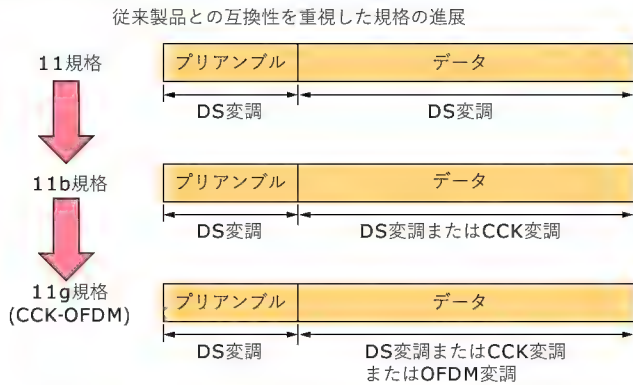 従来製品との互換性を重視した規格の進展
11規格
プリアンブル
データ
DS変調
DS変調
11b規格
プリアンブル
データ
DS変調
DS変調またはCCK変調
11g規格
(CCK-OFDM)
プリアンブル
データ
DS変調
DS変調またはCCK変調
またはOFDM変調